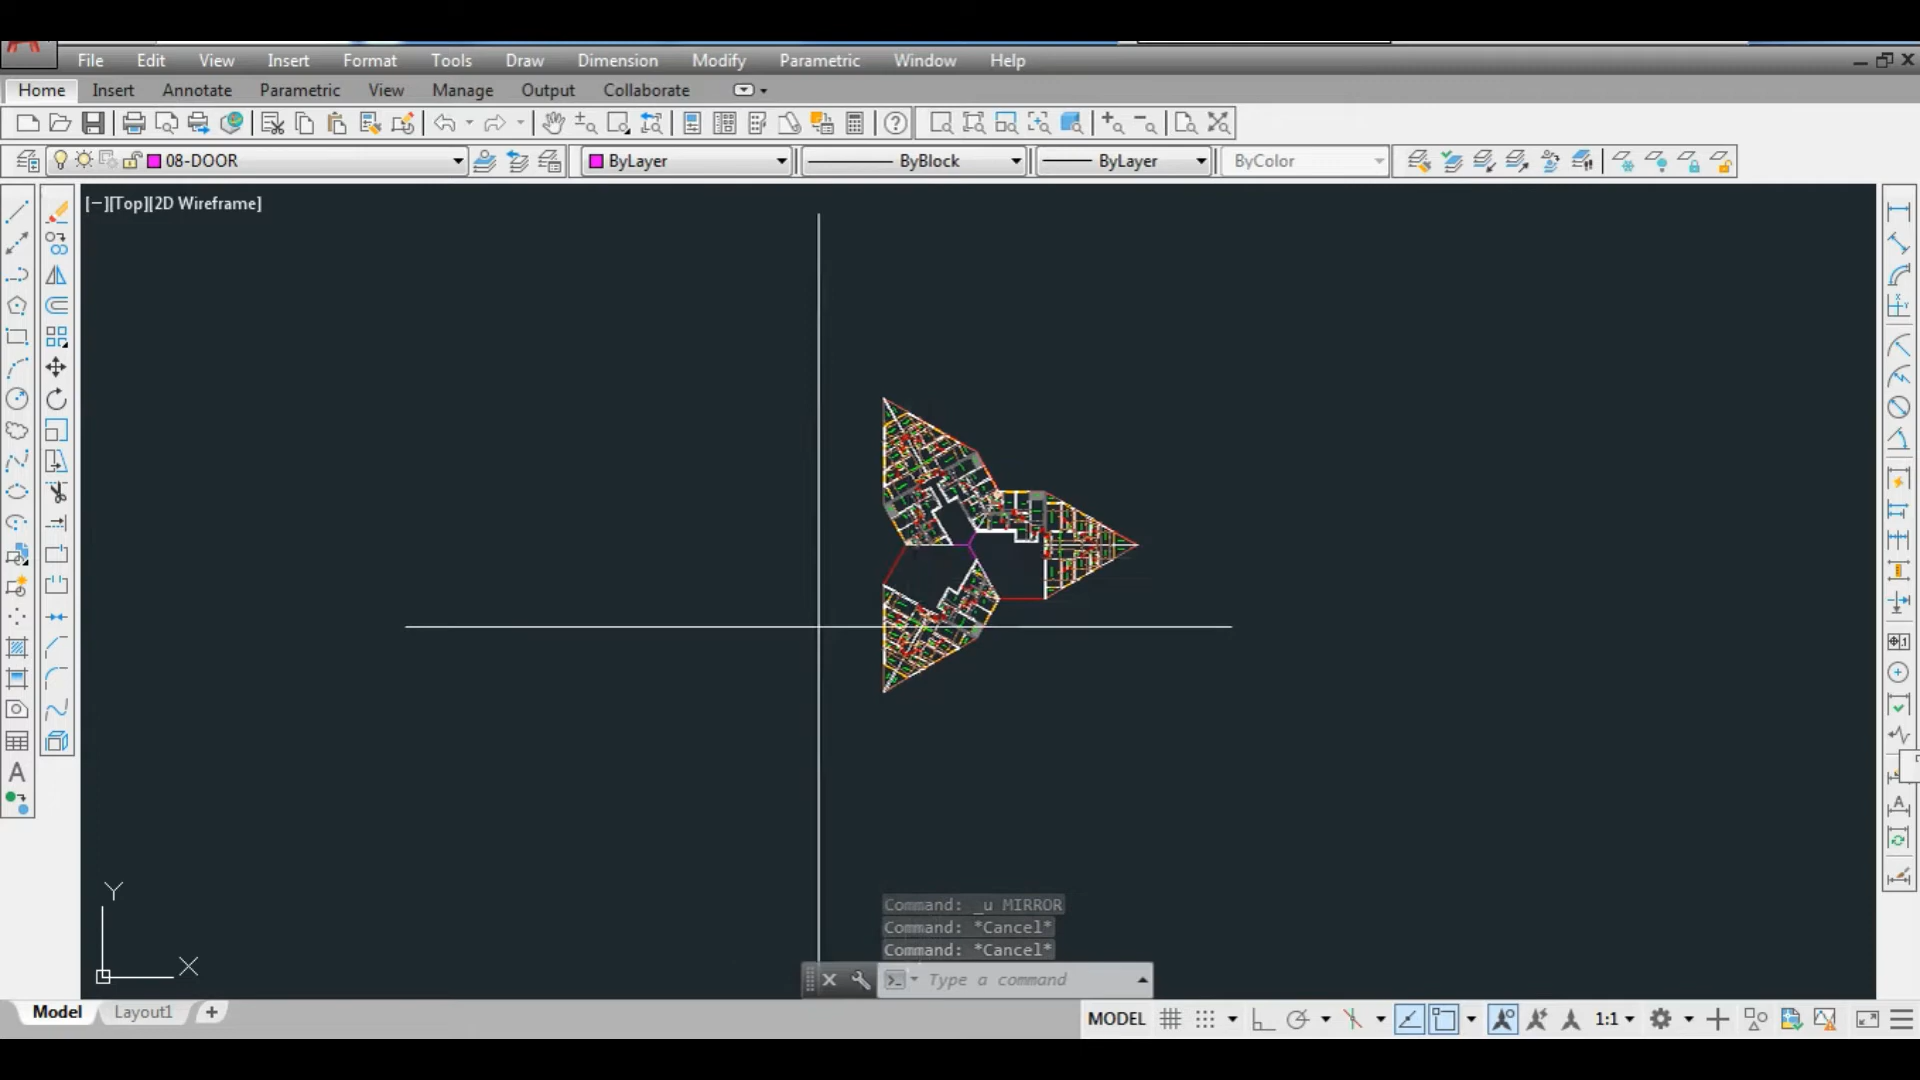 File Edit View Insert Format Tools Draw Dimension Modify Parametric Window Help
Home Insert Annotate Parametric View Manage Output Collaborate
08-DOOR ByLayer ByBlock ByLayer ByColor
[−][Top][2D Wireframe]
Y
X
Command: _u MIRROR
Command: *Cancel*
Command: *Cancel*
Type a command
Model Layout1 +
MODEL 1:1